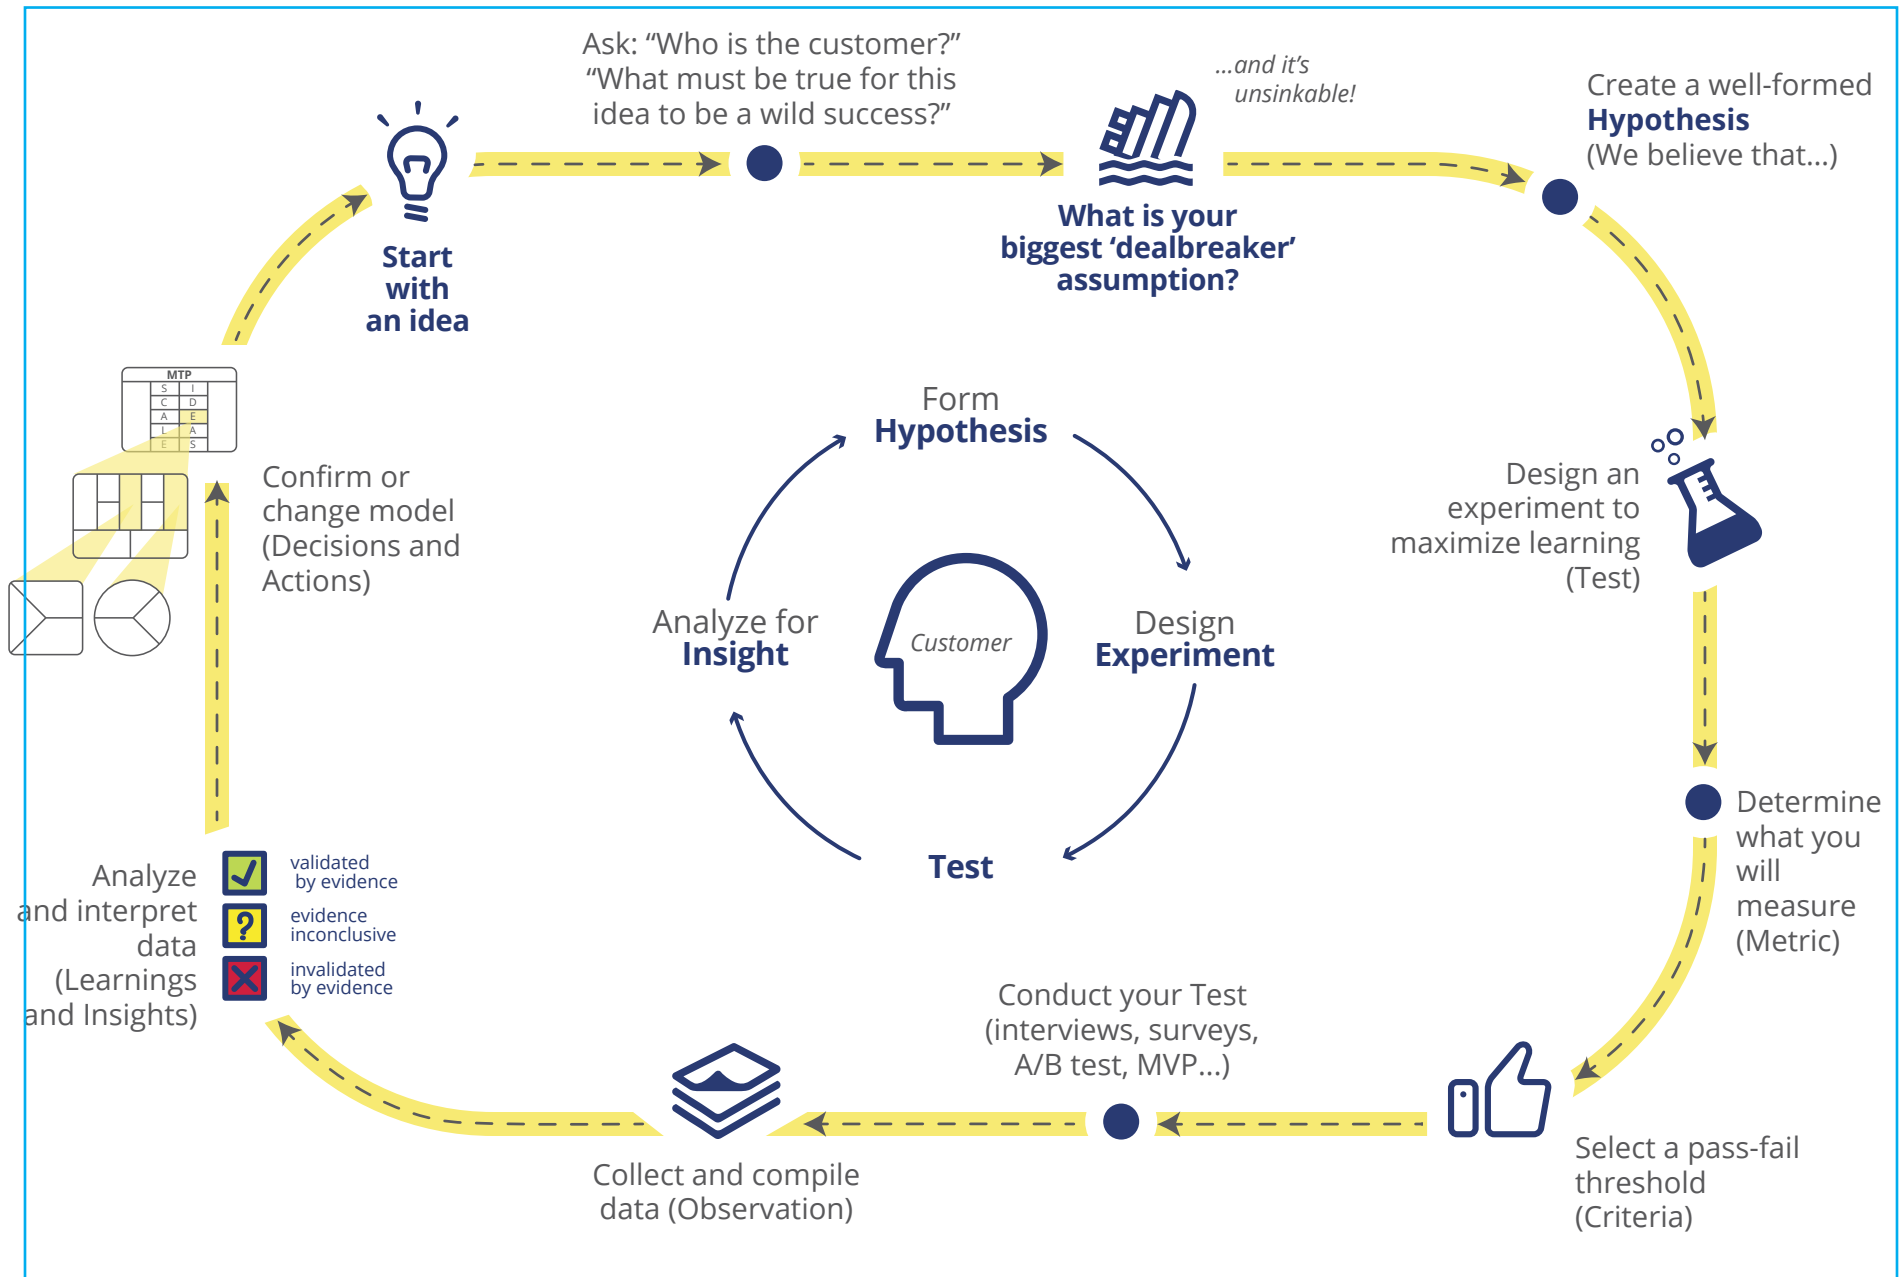 Ask: “Who is the customer?”
“What must be true for this
idea to be a wild success?”
...and it’s
unsinkable!
Create a well-formed
Hypothesis
(We believe that...)
Start
with
an idea
What is your
biggest ‘dealbreaker’
assumption?
MTP
S I
C D
A E
L A
E S
Confirm or
change model
(Decisions and
Actions)
Form
Hypothesis
Design an
experiment to
maximize learning
(Test)
Analyze for
Insight
Customer
Design
Experiment
Test
Determine
what you
will
measure
(Metric)
Analyze
and interpret
data
(Learnings
and Insights)
validated
by evidence
evidence
inconclusive
invalidated
by evidence
?
Conduct your Test
(interviews, surveys,
A/B test, MVP...)
Select a pass-fail
threshold
(Criteria)
Collect and compile
data (Observation)